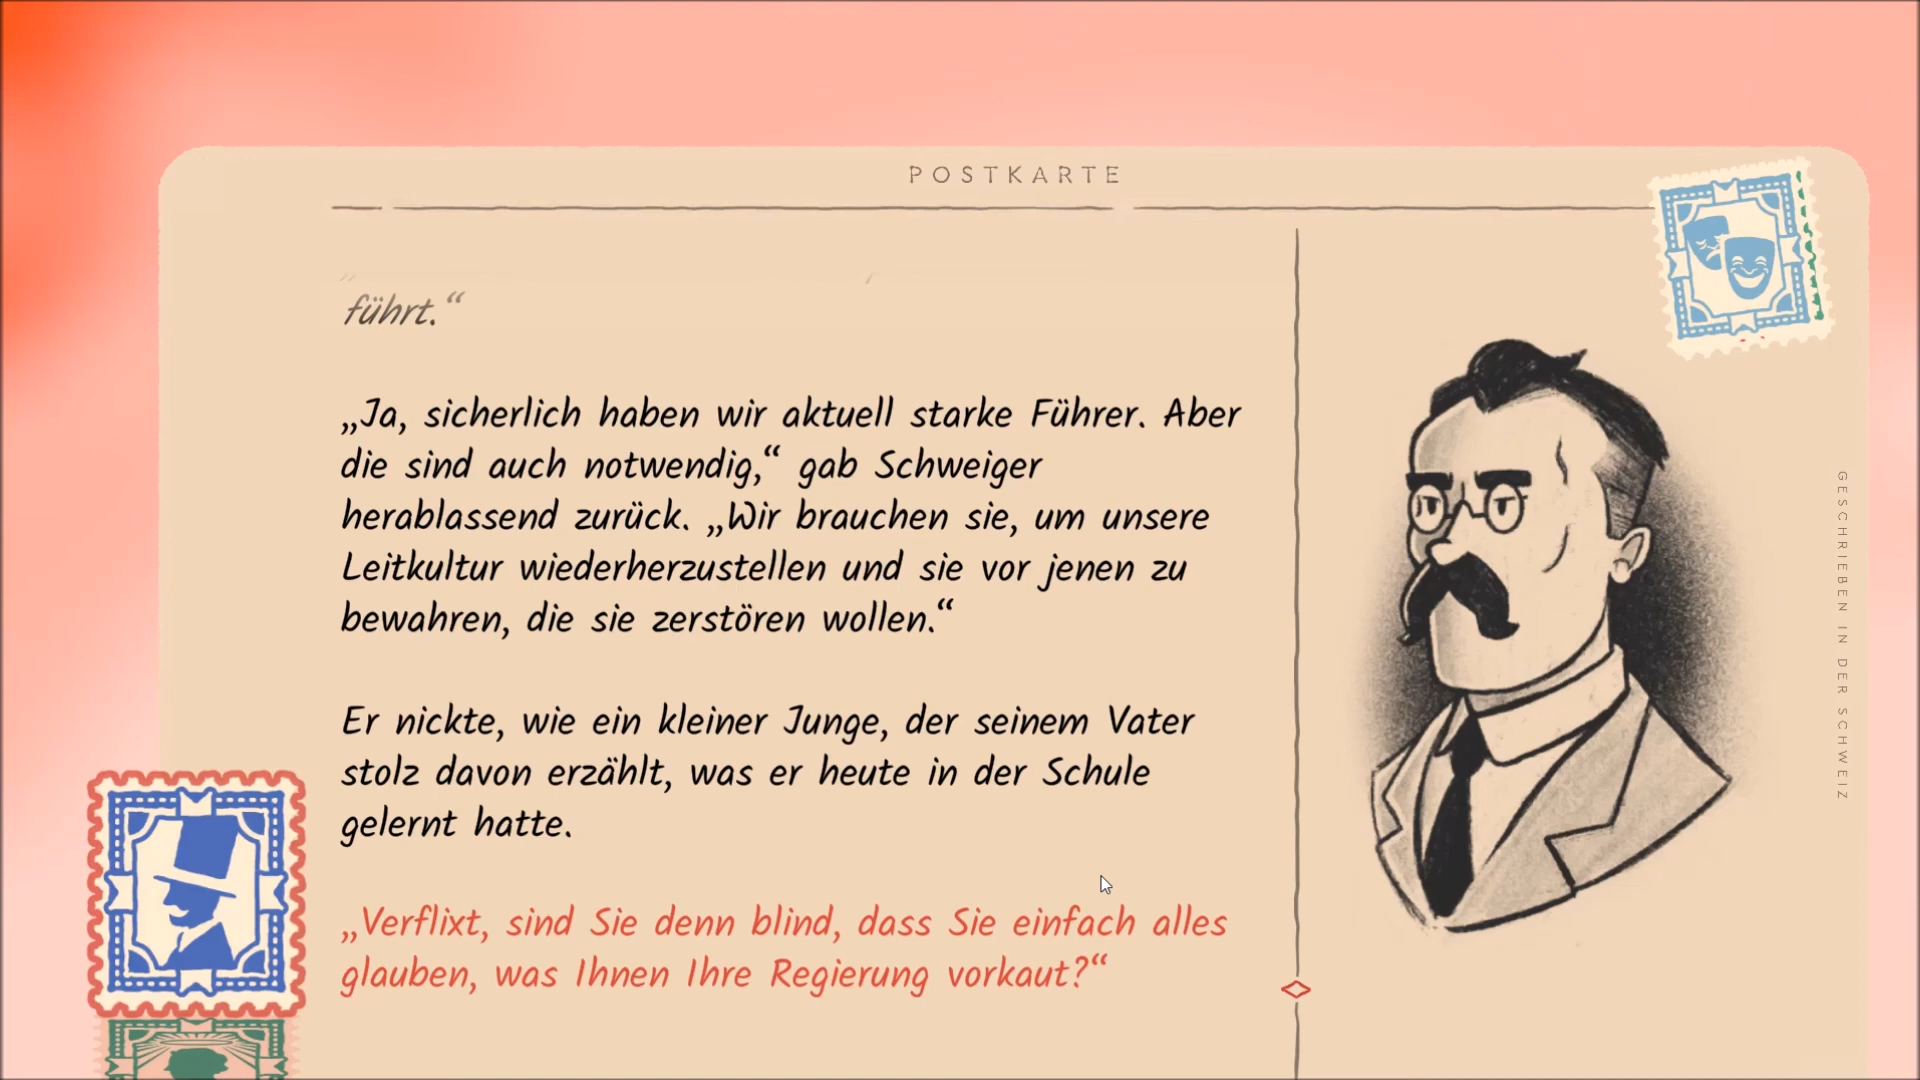 POSTKARTE
führt.“
„Ja, sicherlich haben wir aktuell starke Führer. Aber
die sind auch notwendig,“ gab Schweiger
herablassend zurück. „Wir brauchen sie, um unsere
Leitkultur wiederherzustellen und sie vor jenen zu
bewahren, die sie zerstören wollen.“
Er nickte, wie ein kleiner Junge, der seinem Vater
stolz davon erzählt, was er heute in der Schule
gelernt hatte.
„Verflixt, sind Sie denn blind, dass Sie einfach alles
glauben, was Ihnen Ihre Regierung vorkaut?“
GESCHRIEBEN IN DER SCHWEIZ